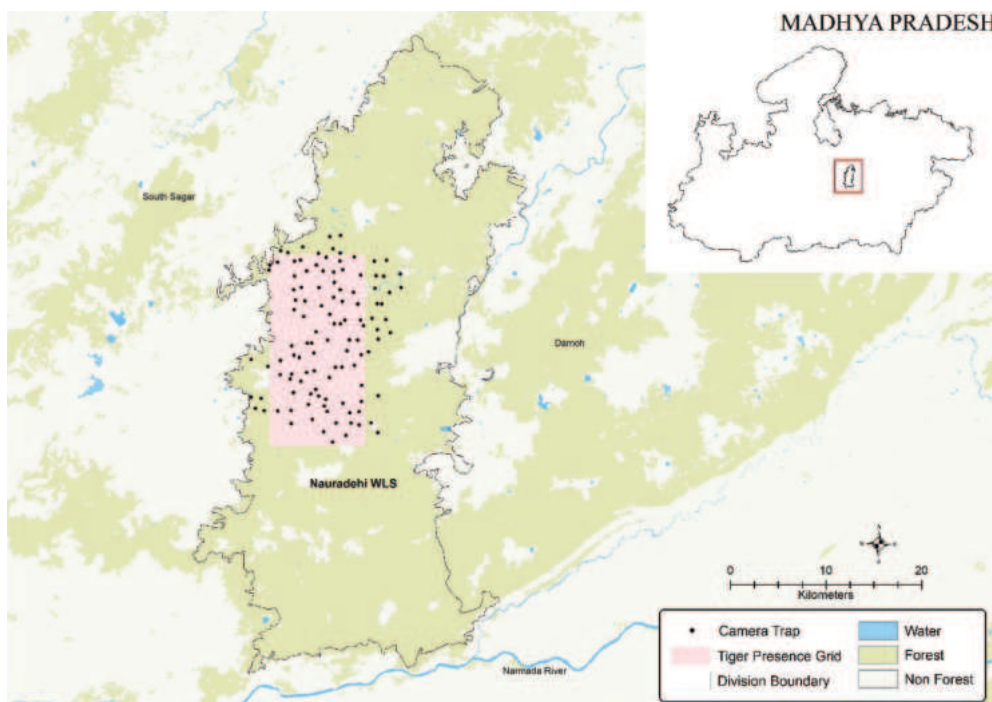 MADHYA PRADESH
South Sagar
Damoh
Nauradehi WLS
N
0 10 20
Kilometers
Camera Trap
Tiger Presence Grid
Division Boundary
Water
Forest
Non Forest
Narmada River